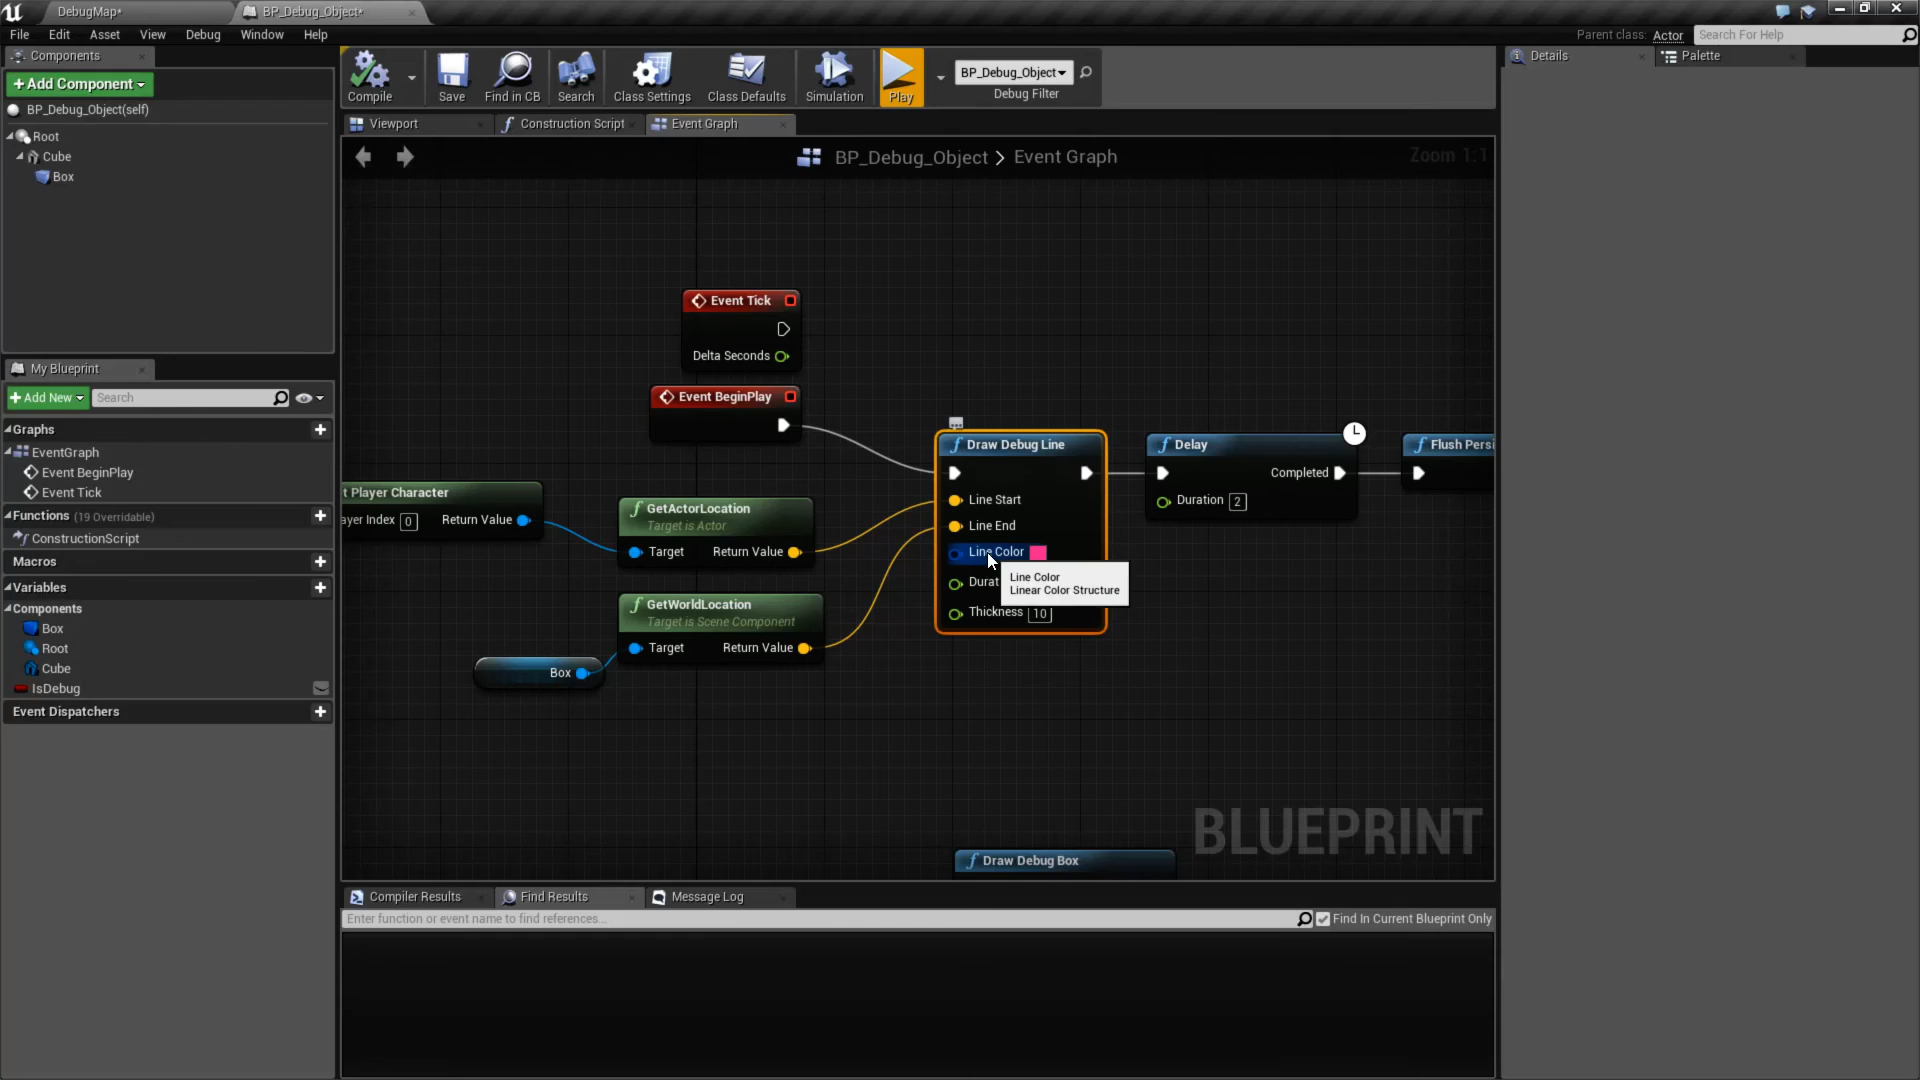 DebugMap*
BP_Debug_Object*
File Edit Asset View Debug Window Help
Parent class: Actor
Search For Help
Components
+Add Component
BP_Debug_Object(self)
Root
Cube
Box
Compile
Save
Find in CB
Search
Class Settings
Class Defaults
Simulation
Play
BP_Debug_Object
Debug Filter
Details
Palette
Viewport
Construction Script
Event Graph
BP_Debug_Object > Event Graph
Zoom 1:1
My Blueprint
+Add New
Search
Graphs
EventGraph
Event BeginPlay
Event Tick
Functions (19 Overridable)
ConstructionScript
Macros
Variables
Components
Box
Root
Cube
IsDebug
Event Dispatchers
Event Tick
Delta Seconds
Event BeginPlay
t Player Character
ayer Index 0
Return Value
GetActorLocation
Target is Actor
Target
Return Value
GetWorldLocation
Target is Scene Component
Target
Return Value
Box
Draw Debug Line
Line Start
Line End
Line Color
Durat
Thickness 10
Line Color
Linear Color Structure
Delay
Completed
Duration 2
Flush Persi
Draw Debug Box
BLUEPRINT
Compiler Results
Find Results
Message Log
Enter function or event name to find references...
Find In Current Blueprint Only